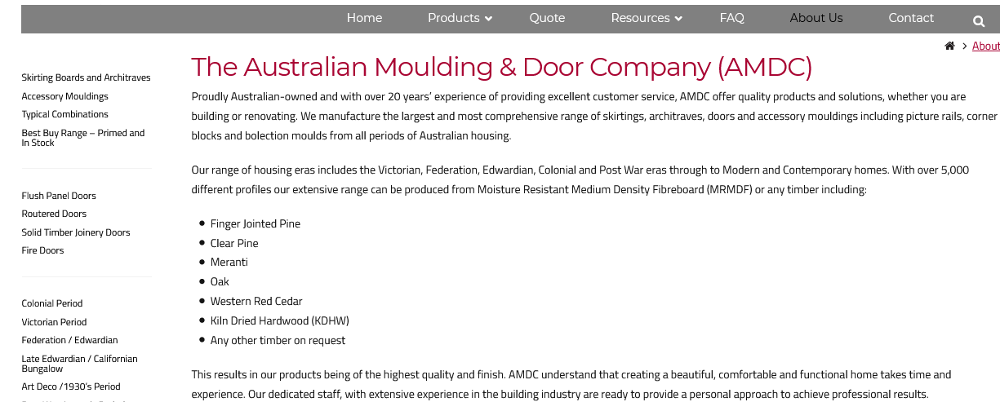 Home Products Quote Resources FAQ About Us Contact
About
Skirting Boards and Architraves
Accessory Mouldings
Typical Combinations
Best Buy Range – Primed and
In Stock
Flush Panel Doors
Routered Doors
Solid Timber Joinery Doors
Fire Doors
Colonial Period
Victorian Period
Federation / Edwardian
Late Edwardian / Californian
Bungalow
Art Deco /1930's Period
The Australian Moulding & Door Company (AMDC)
Proudly Australian-owned and with over 20 years' experience of providing excellent customer service, AMDC offer quality products and solutions, whether you are
building or renovating. We manufacture the largest and most comprehensive range of skirtings, architraves, doors and accessory mouldings including picture rails, corner
blocks and bolection moulds from all periods of Australian housing.
Our range of housing eras includes the Victorian, Federation, Edwardian, Colonial and Post War eras through to Modern and Contemporary homes. With over 5,000
different profiles our extensive range can be produced from Moisture Resistant Medium Density Fibreboard (MRMDF) or any timber including:
Finger Jointed Pine
Clear Pine
Meranti
Oak
Western Red Cedar
Kiln Dried Hardwood (KDHW)
Any other timber on request
This results in our products being of the highest quality and finish. AMDC understand that creating a beautiful, comfortable and functional home takes time and
experience. Our dedicated staff, with extensive experience in the building industry are ready to provide a personal approach to achieve professional results.